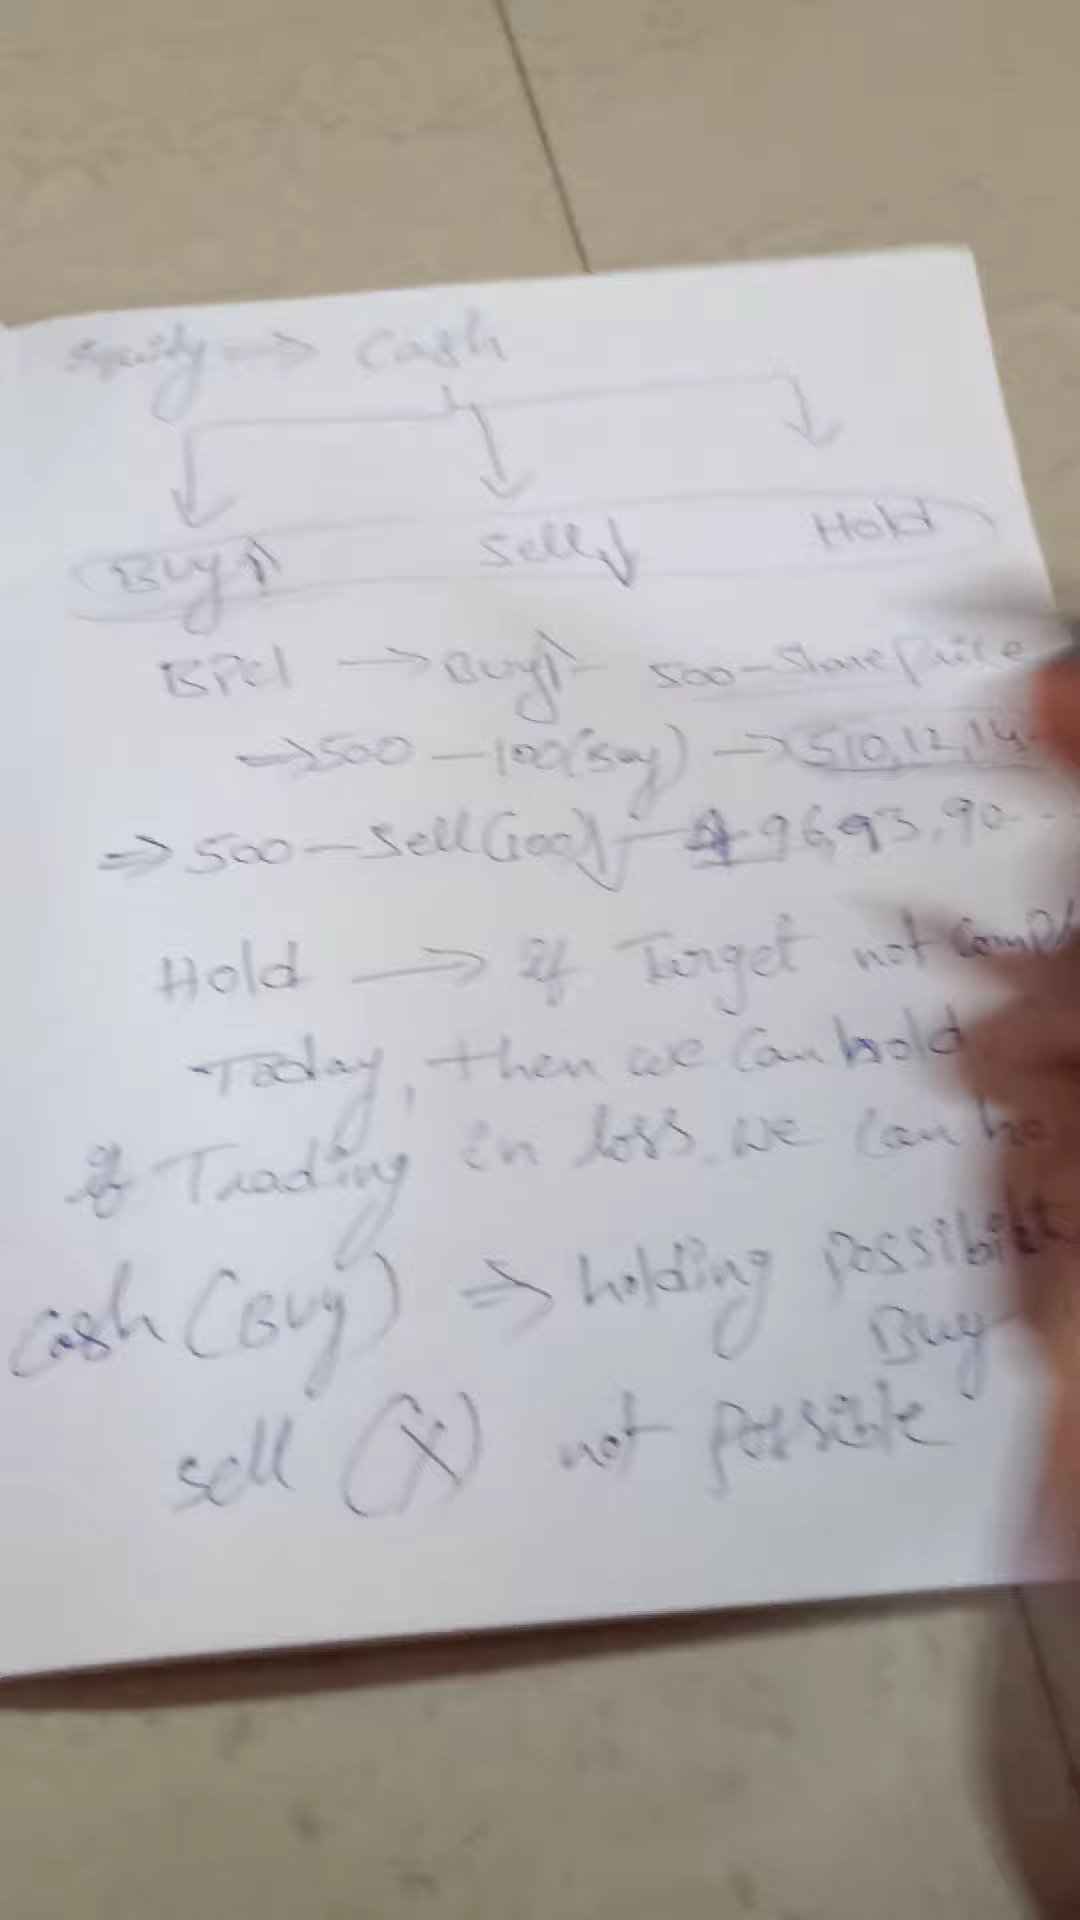 Equity → Cash
Buy↑ Sell↓ Hold
BPCl → Buy↑ - 500 - Share Price
⇒ 500 - 100(Say) → 510,12,14
⇒ 500 - Sell(100)↓ - 496,93,90--
Hold → if Target not
Today, then we can hold
if Trading in loss, we can
Cash (Buy) ⇒ holding
Buy
sell (X) not possible